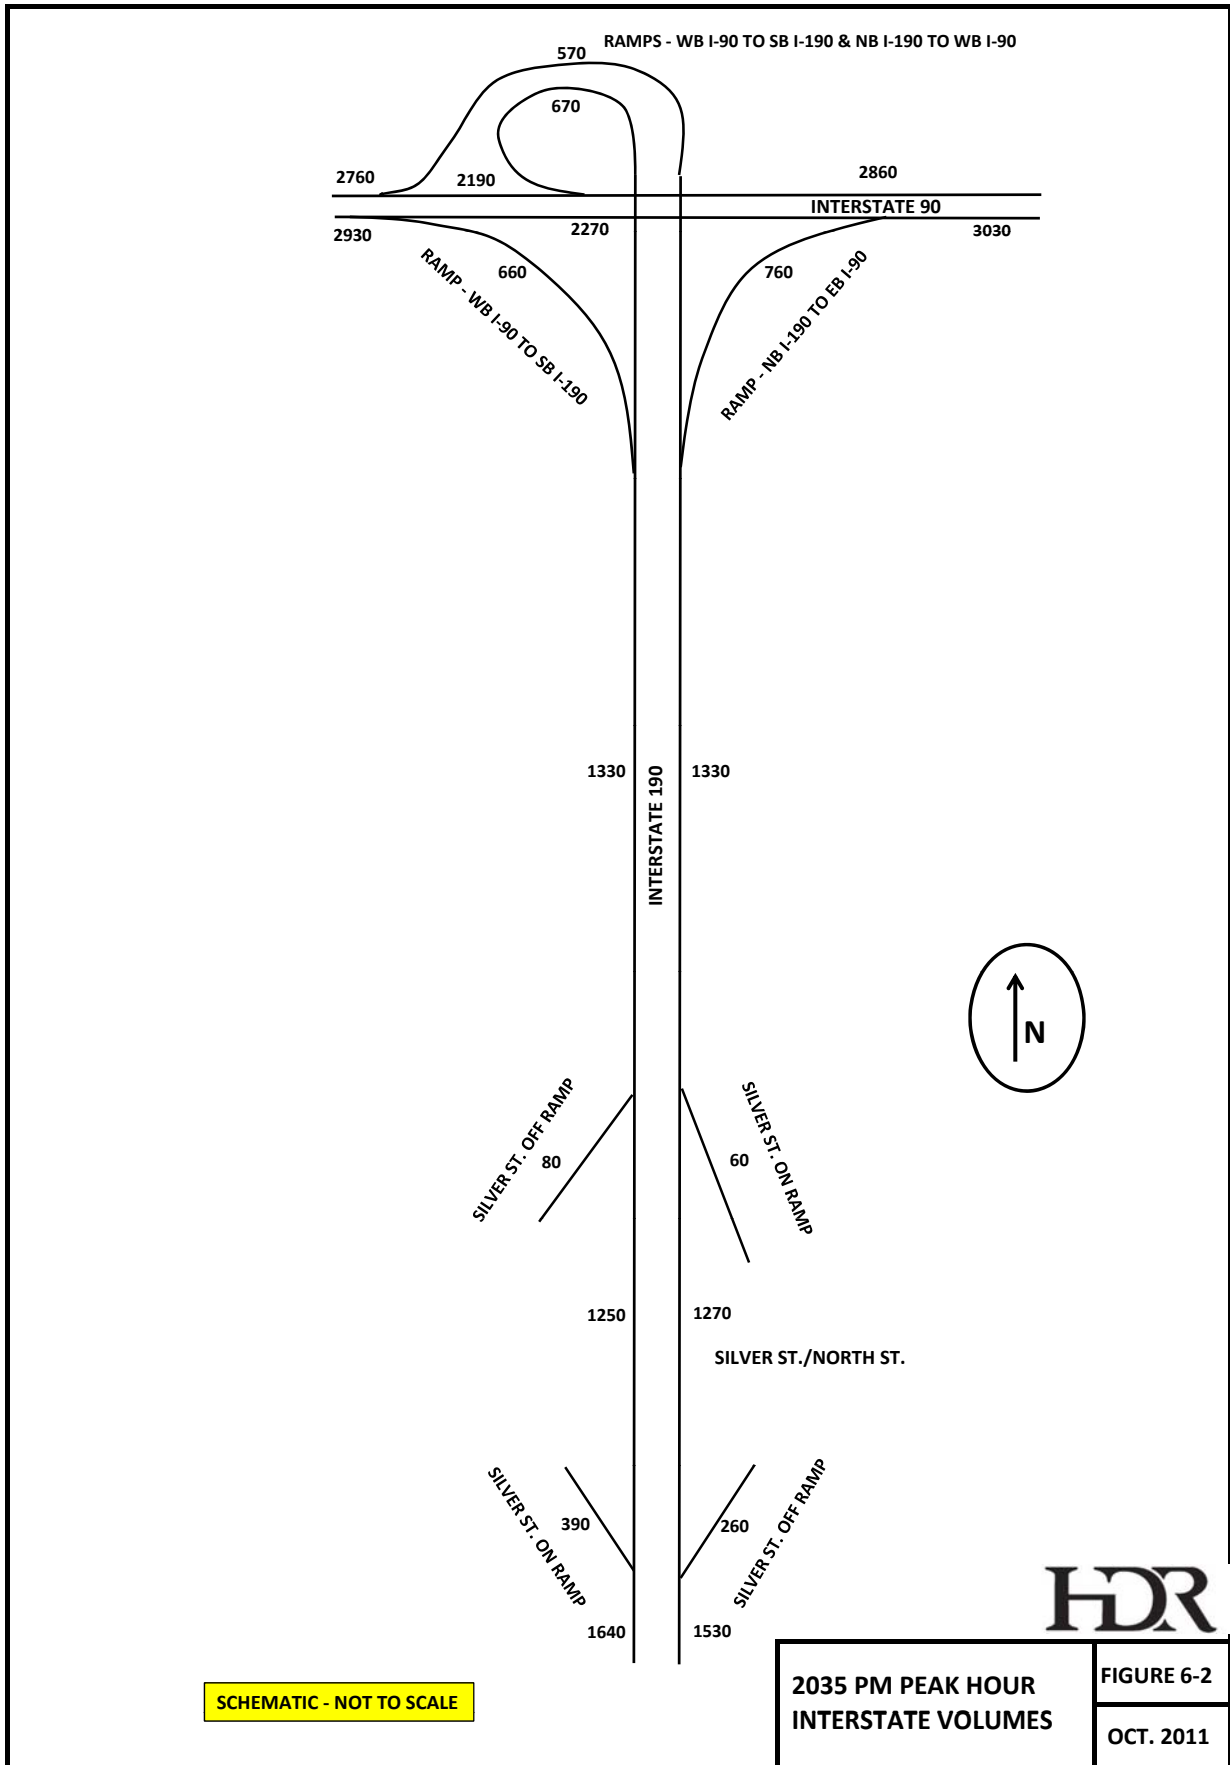 RAMPS - WB I-90 TO SB I-190 & NB I-190 TO WB I-90
570
670
2760
2190
2860
INTERSTATE 90
2930
2270
3030
RAMP - WB I-90 TO SB I-190
660
760
RAMP - NB I-190 TO EB I-90
1330
INTERSTATE 190
1330
N
SILVER ST. OFF RAMP
80
60
SILVER ST. ON RAMP
1250
1270
SILVER ST./NORTH ST.
SILVER ST. ON RAMP
390
260
SILVER ST. OFF RAMP
1640
1530
HDR
SCHEMATIC - NOT TO SCALE
2035 PM PEAK HOUR
INTERSTATE VOLUMES
FIGURE 6-2
OCT. 2011